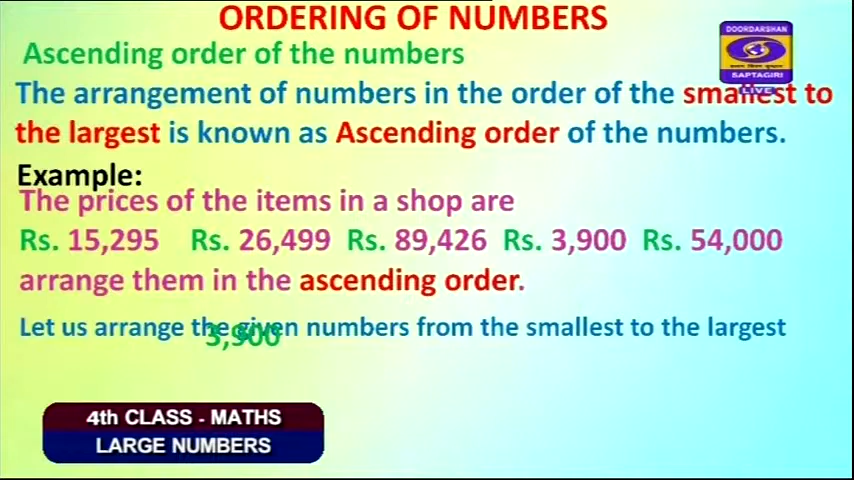 ORDERING OF NUMBERS
DOORDARSHAN
Ascending order of the numbers
SAPTAGIRI
LIVE
The arrangement of numbers in the order of the smallest to
the largest is known as Ascending order of the numbers.
Example:
The prices of the items in a shop are
Rs. 15,295 Rs. 26,499 Rs. 89,426 Rs. 3,900 Rs. 54,000
arrange them in the ascending order.
Let us arrange the given numbers from the smallest to the largest
3,900
4th CLASS - MATHS
LARGE NUMBERS